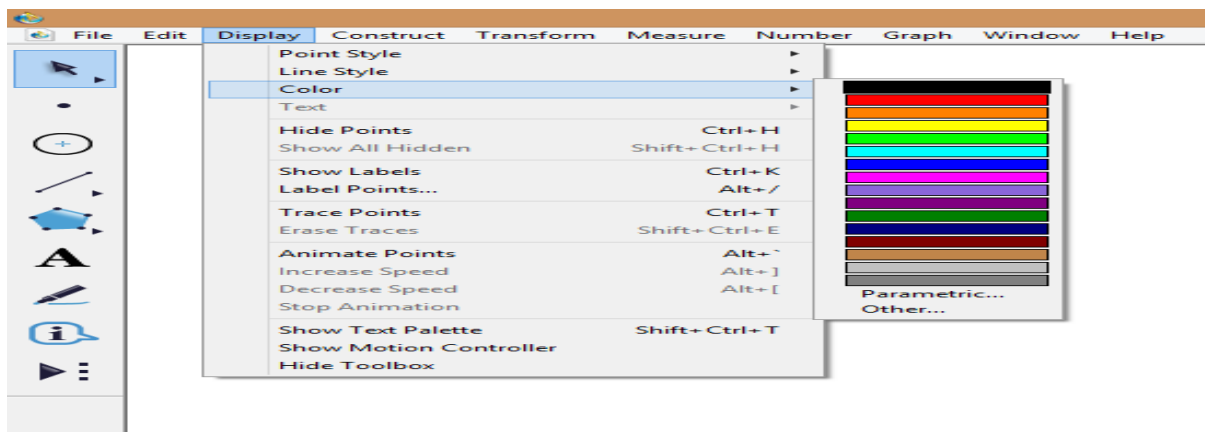 File Edit Display Construct Transform Measure Number Graph Window Help
Point Style
Line Style
Color
Text
Hide Points Ctrl+H
Show All Hidden Shift+Ctrl+H
Show Labels Ctrl+K
Label Points... Alt+/
Trace Points Ctrl+T
Erase Traces Shift+Ctrl+E
Animate Points Alt+`
Increase Speed Alt+]
Decrease Speed Alt+[
Stop Animation
Show Text Palette Shift+Ctrl+T
Show Motion Controller
Hide Toolbox
Parametric...
Other...
A
i